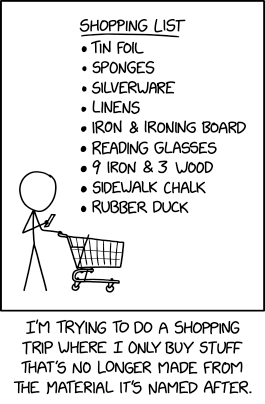 SHOPPING LIST
• TIN FOIL
• SPONGES
• SILVERWARE
• LINENS
• IRON & IRONING BOARD
• READING GLASSES
• 9 IRON & 3 WOOD
• SIDEWALK CHALK
• RUBBER DUCK
I'M TRYING TO DO A SHOPPING
TRIP WHERE I ONLY BUY STUFF
THAT'S NO LONGER MADE FROM
THE MATERIAL IT'S NAMED AFTER.